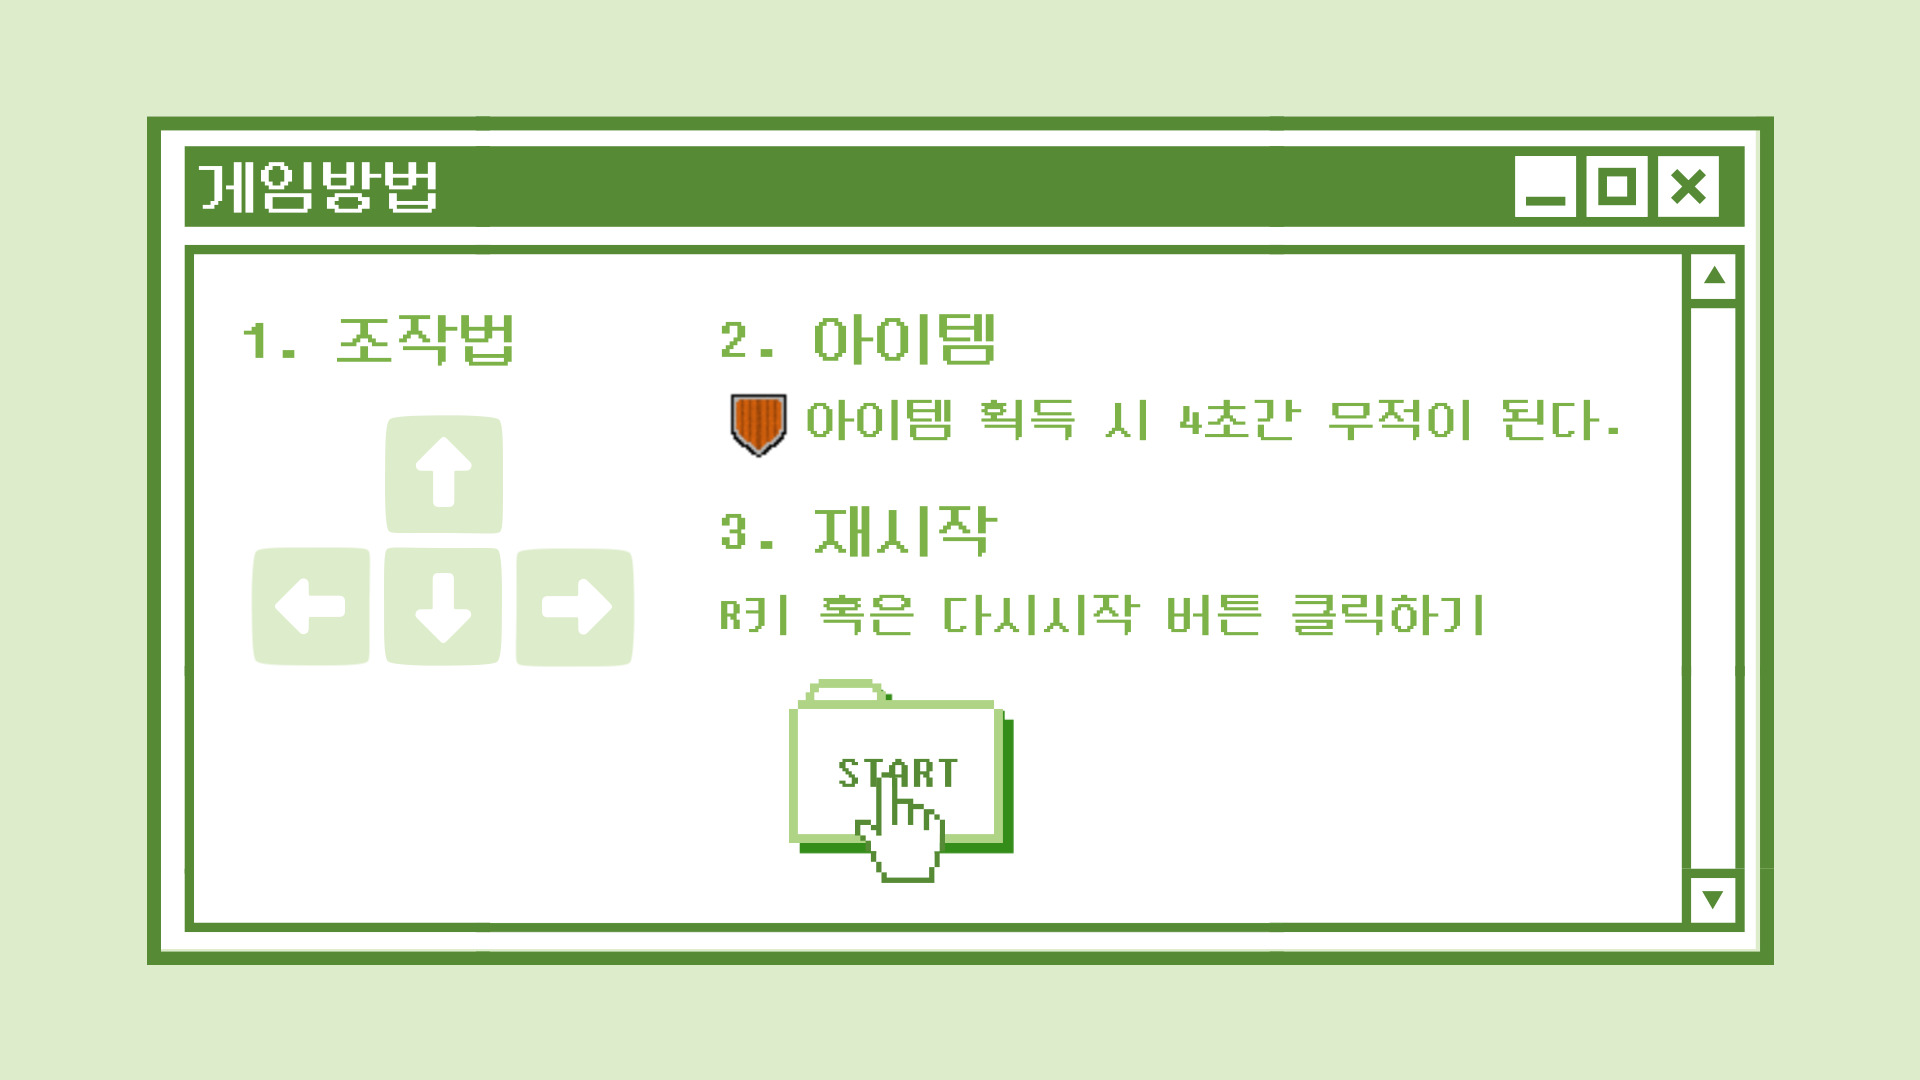 게임방법
1. 조작법
2. 아이템
아이템 획득 시 4초간 무적이 된다.
3. 재시작
R키 혹은 다시시작 버튼 클릭하기
START